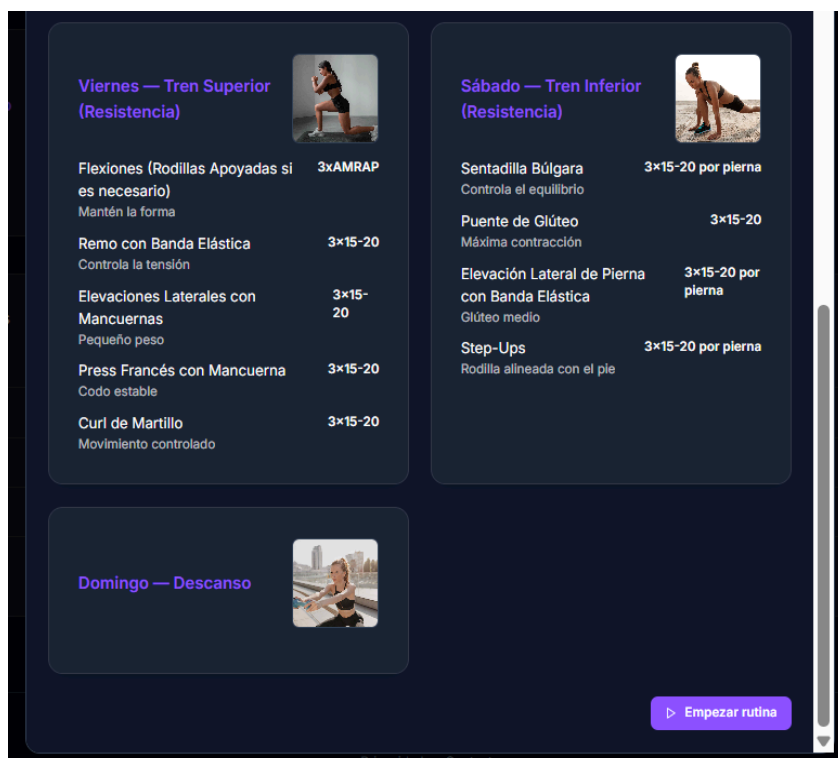 Viernes — Tren Superior
(Resistencia)
Flexiones (Rodillas Apoyadas si
es necesario)
3xAMRAP
Mantén la forma
Remo con Banda Elástica
3×15-20
Controla la tensión
Elevaciones Laterales con
Mancuernas
3×15-
20
Pequeño peso
Press Francés con Mancuerna
3×15-20
Codo estable
Curl de Martillo
3×15-20
Movimiento controlado
Sábado — Tren Inferior
(Resistencia)
Sentadilla Búlgara
3×15-20 por pierna
Controla el equilibrio
Puente de Glúteo
3×15-20
Máxima contracción
Elevación Lateral de Pierna
con Banda Elástica
3×15-20 por
pierna
Glúteo medio
Step-Ups
3×15-20 por pierna
Rodilla alineada con el pie
Domingo — Descanso
Empezar rutina